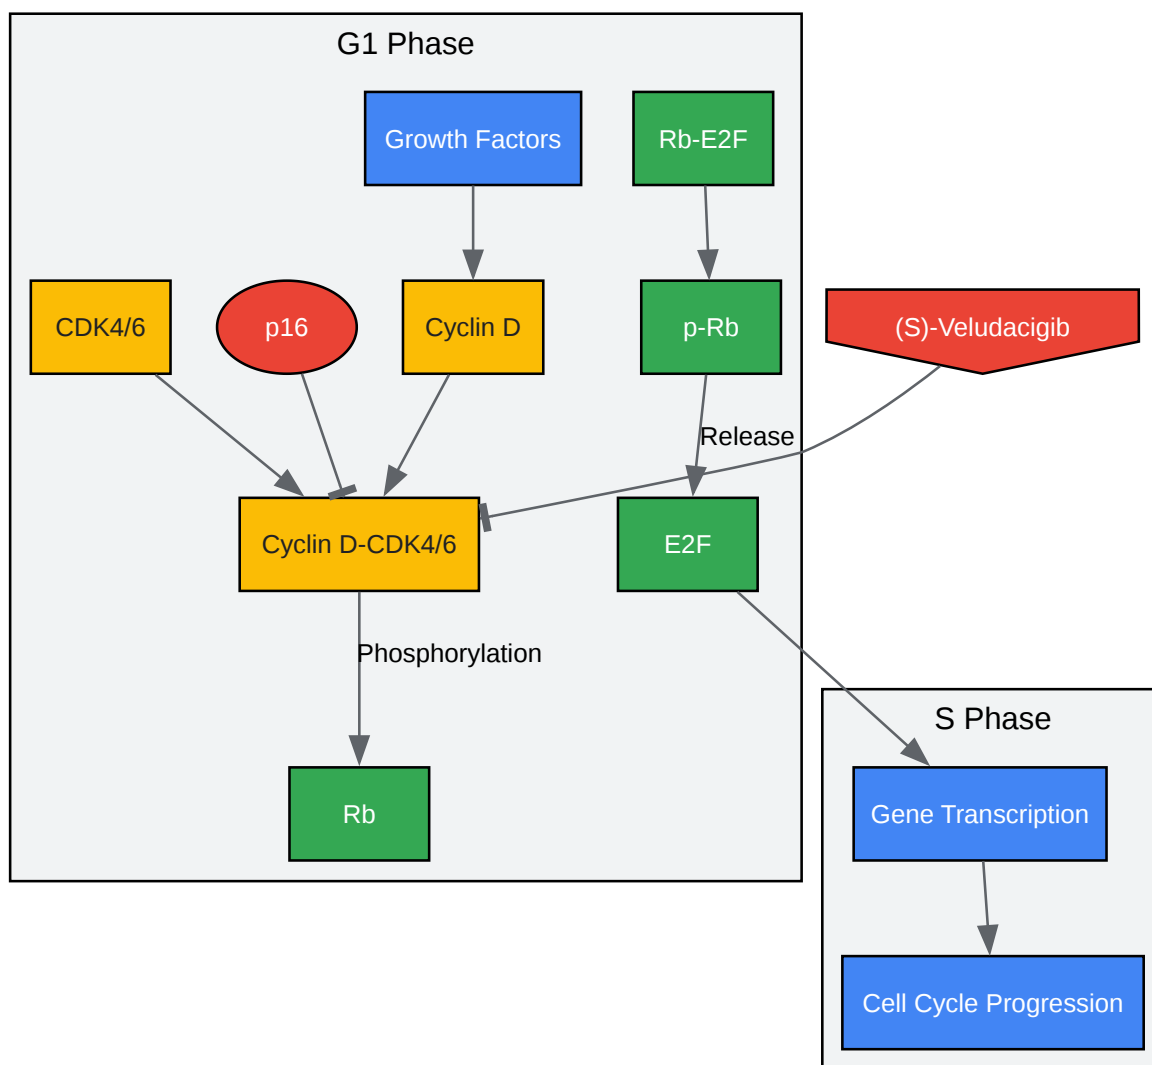 G1 Phase
Growth Factors
Rb-E2F
CDK4/6
p16
Cyclin D
p-Rb
(S)-Veludacigib
Release
Cyclin D-CDK4/6
E2F
Phosphorylation
S Phase
Rb
Gene Transcription
Cell Cycle Progression